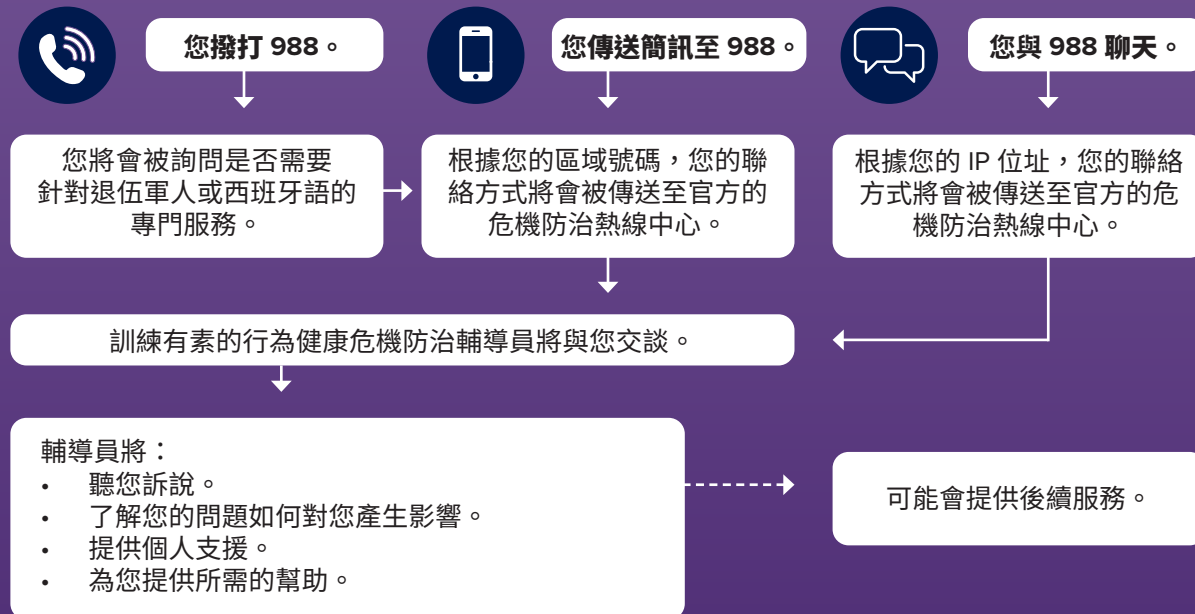 您撥打 988。
您傳送簡訊至 988。
您與 988 聊天。
您將會被詢問是否需要
針對退伍軍人或西班牙語的
專門服務。
根據您的區域號碼，您的聯
絡方式將會被傳送至官方的
危機防治熱線中心。
根據您的 IP 位址，您的聯絡
方式將會被傳送至官方的危
機防治熱線中心。
訓練有素的行為健康危機防治輔導員將與您交談。
輔導員將：
• 聽您訴說。
• 了解您的問題如何對您產生影響。
• 提供個人支援。
• 為您提供所需的幫助。
可能會提供後續服務。